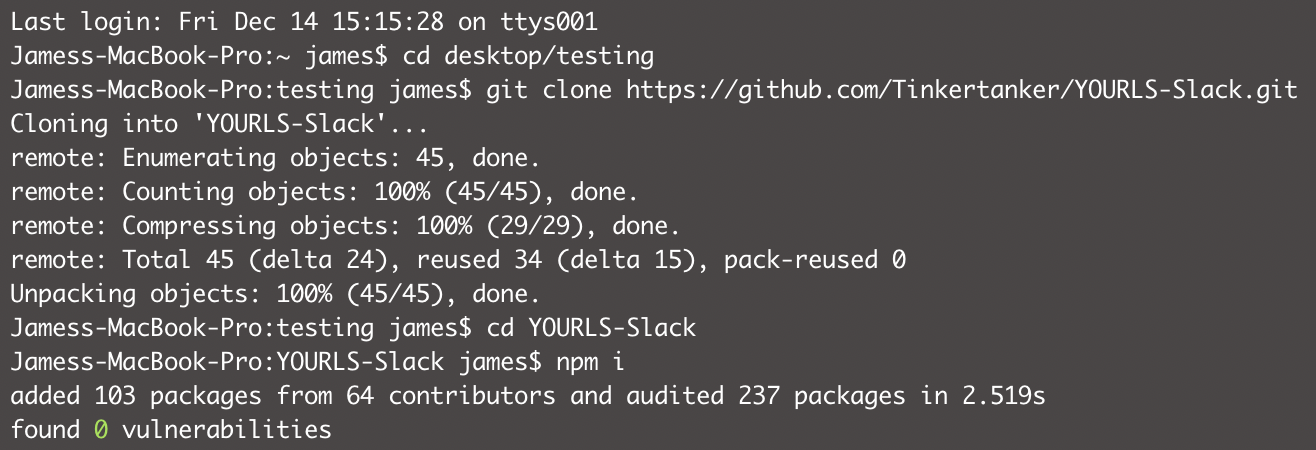 Last login: Fri Dec 14 15:15:28 on ttys001
Jamess-MacBook-Pro:~ james$ cd desktop/testing
Jamess-MacBook-Pro:testing james$ git clone https://github.com/Tinkertanker/YOURLS-Slack.git
Cloning into 'YOURLS-Slack'...
remote: Enumerating objects: 45, done.
remote: Counting objects: 100% (45/45), done.
remote: Compressing objects: 100% (29/29), done.
remote: Total 45 (delta 24), reused 34 (delta 15), pack-reused 0
Unpacking objects: 100% (45/45), done.
Jamess-MacBook-Pro:testing james$ cd YOURLS-Slack
Jamess-MacBook-Pro:YOURLS-Slack james$ npm i
added 103 packages from 64 contributors and audited 237 packages in 2.519s
found 0 vulnerabilities